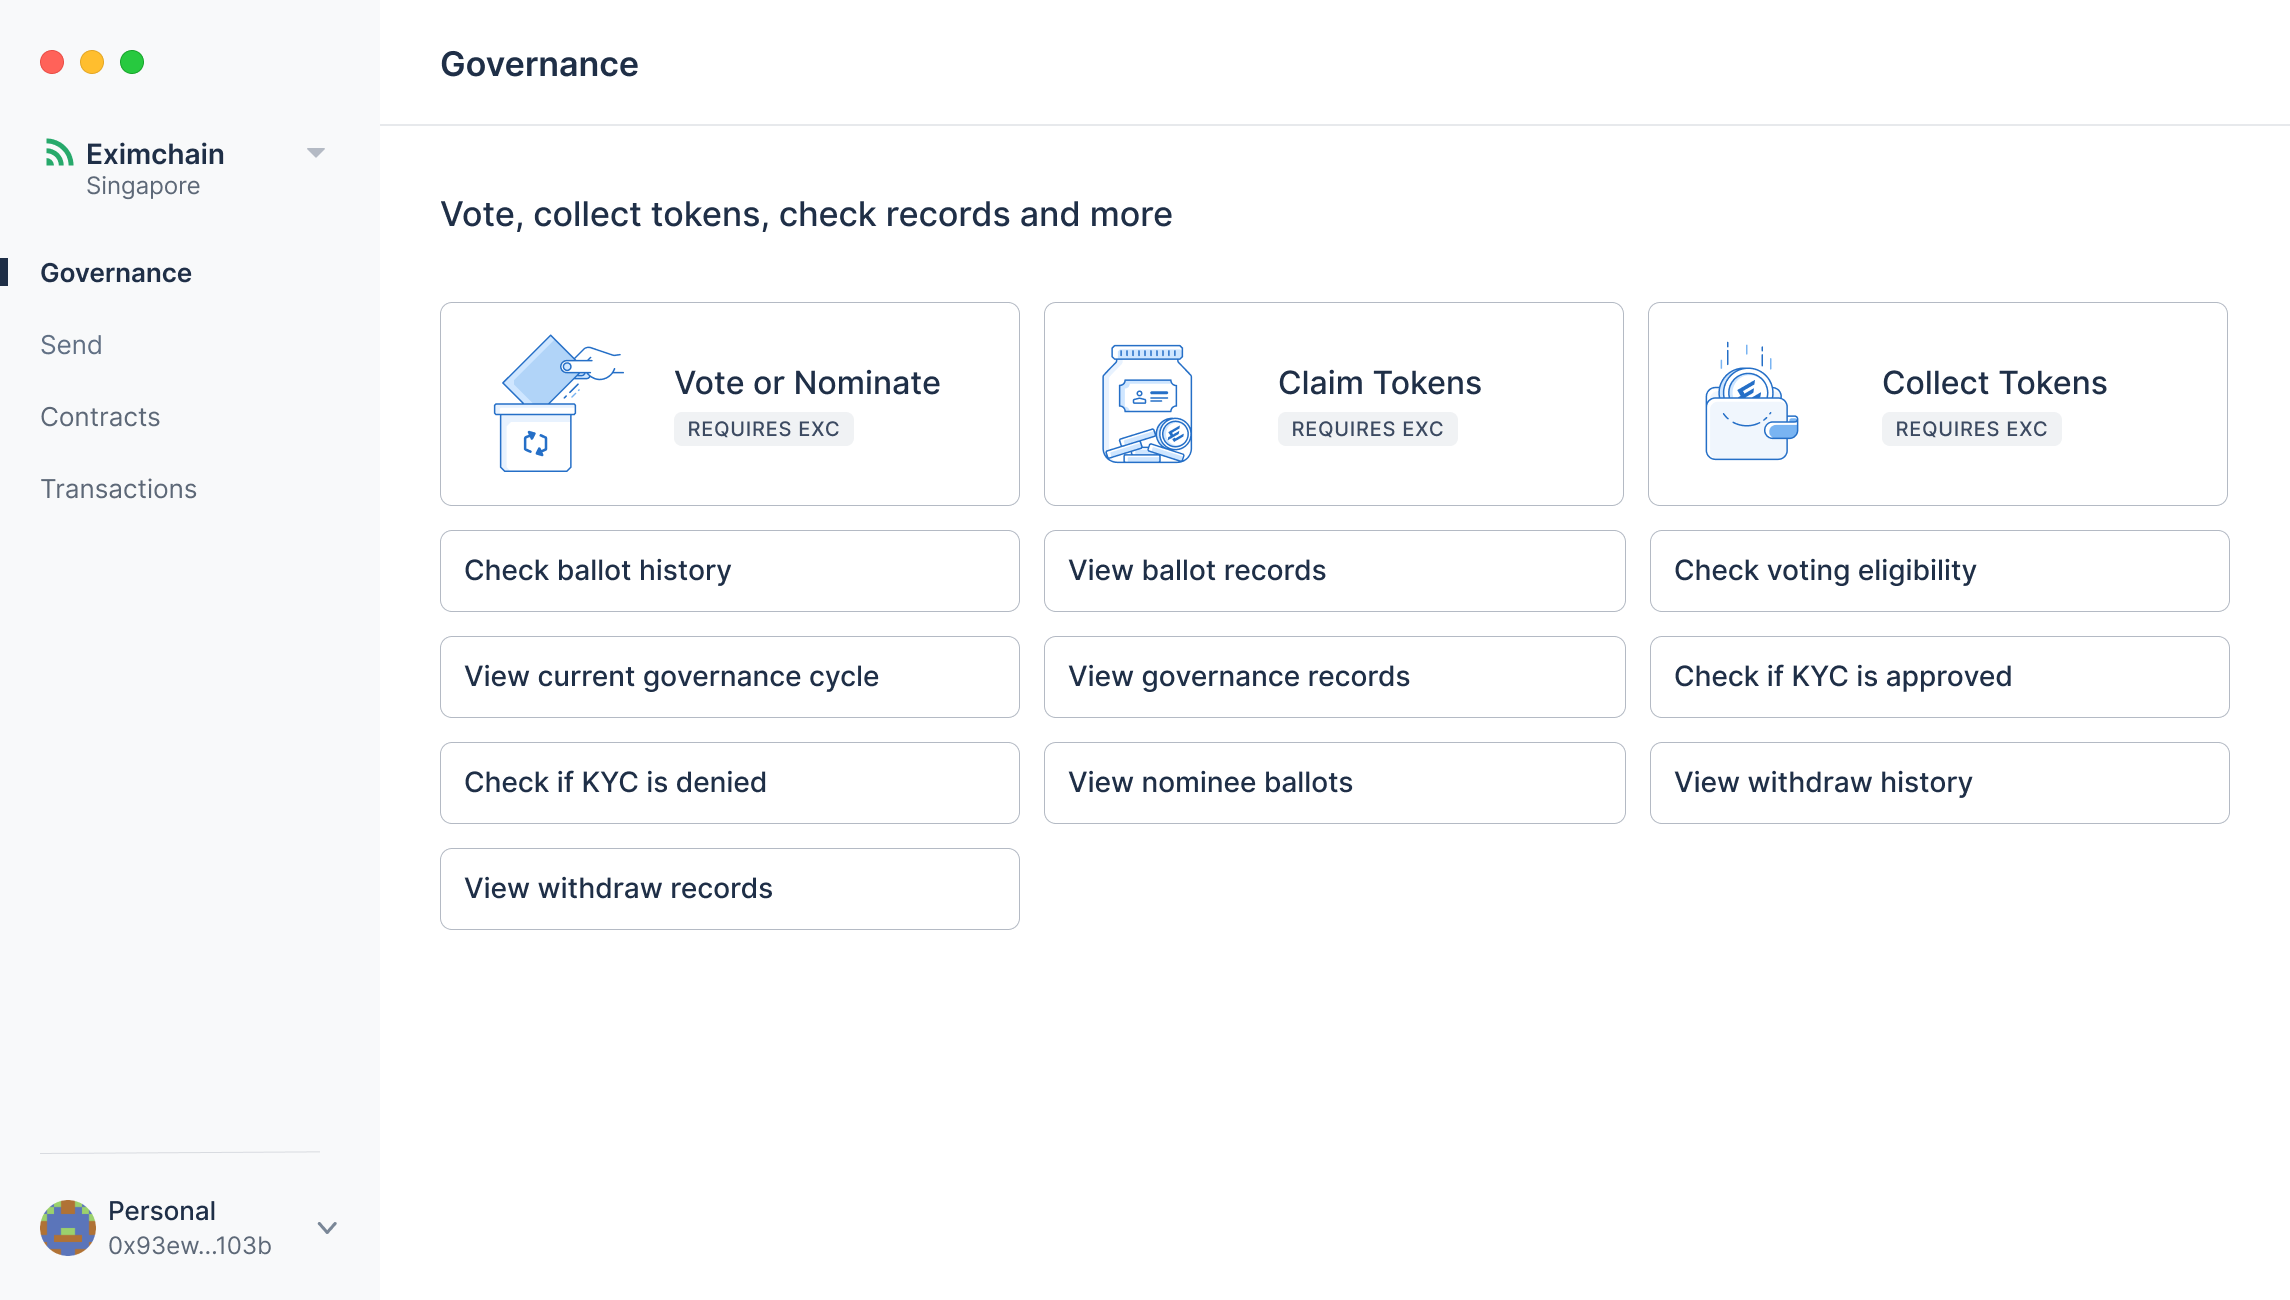 Governance
Eximchain
Singapore
Governance
Send
Contracts
Transactions
Vote, collect tokens, check records and more
Vote or Nominate
REQUIRES EXC
Claim Tokens
REQUIRES EXC
Collect Tokens
REQUIRES EXC
Check ballot history
View ballot records
Check voting eligibility
View current governance cycle
View governance records
Check if KYC is approved
Check if KYC is denied
View nominee ballots
View withdraw history
View withdraw records
Personal
0x93ew...103b